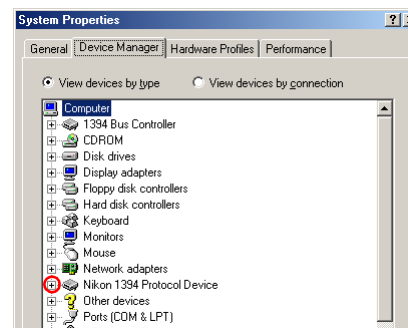 System Properties
General Device Manager Hardware Profiles Performance
View devices by type View devices by connection
Computer
1394 Bus Controller
CDROM
Disk drives
Display adapters
Floppy disk controllers
Hard disk controllers
Keyboard
Monitors
Mouse
Network adapters
Nikon 1394 Protocol Device
Other devices
Ports (COM & LPT)